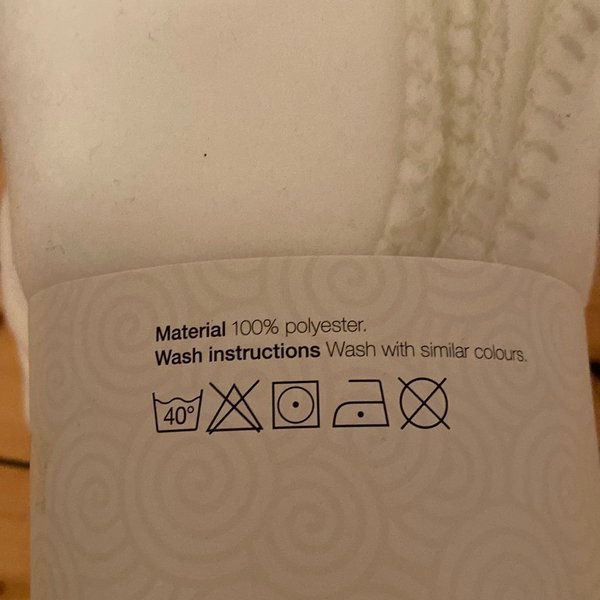 Material 100% polyester.
Wash instructions Wash with similar colours.
40°